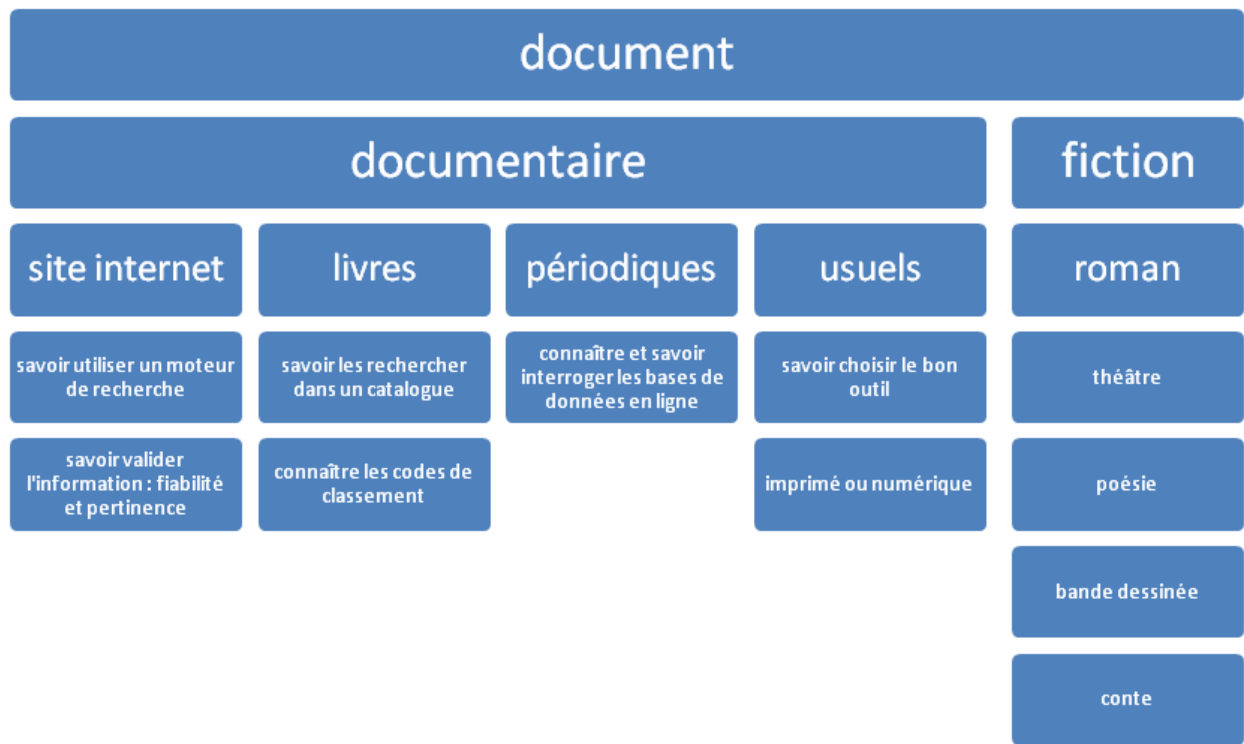 document
documentaire
fiction
site internet
livres
périodiques
usuels
roman
savoir utiliser un moteur
de recherche
savoir les rechercher
dans un catalogue
connaître et savoir
interroger les bases de
données en ligne
savoir choisir le bon
outil
théâtre
savoir valider
l'information : fiabilité
et pertinence
connaître les codes de
classement
imprimé ou numérique
poésie
bande dessinée
conte